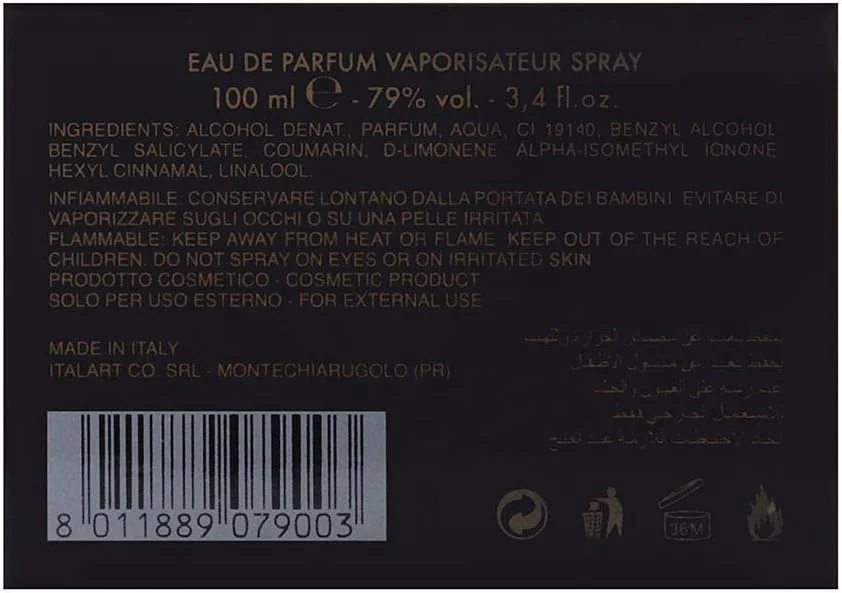 EAU DE PARFUM VAPORISATEUR SPRAY
100 ml ℮ - 79% vol. - 3,4 fl.oz.
INGREDIENTS: ALCOHOL DENAT., PARFUM, AQUA, CI 19140, BENZYL ALCOHOL
BENZYL SALICYLATE, COUMARIN, D-LIMONENE ALPHA-ISOMETHYL IONONE
HEXYL CINNAMAL, LINALOOL.
INFIAMMABILE: CONSERVARE LONTANO DALLA PORTATA DEI BAMBINI EVITARE DI
VAPORIZZARE SUGLI OCCHI O SU UNA PELLE IRRITATA
FLAMMABLE: KEEP AWAY FROM HEAT OR FLAME KEEP OUT OF THE REACH OF
CHILDREN. DO NOT SPRAY ON EYES OR ON IRRITATED SKIN
PRODOTTO COSMETICO - COSMETIC PRODUCT
SOLO PER USO ESTERNO - FOR EXTERNAL USE
MADE IN ITALY
ITALART CO. SRL - MONTECHIARUGOLO (PR)
الأطفال
على العيون
فقط
8 011889 079003
36M